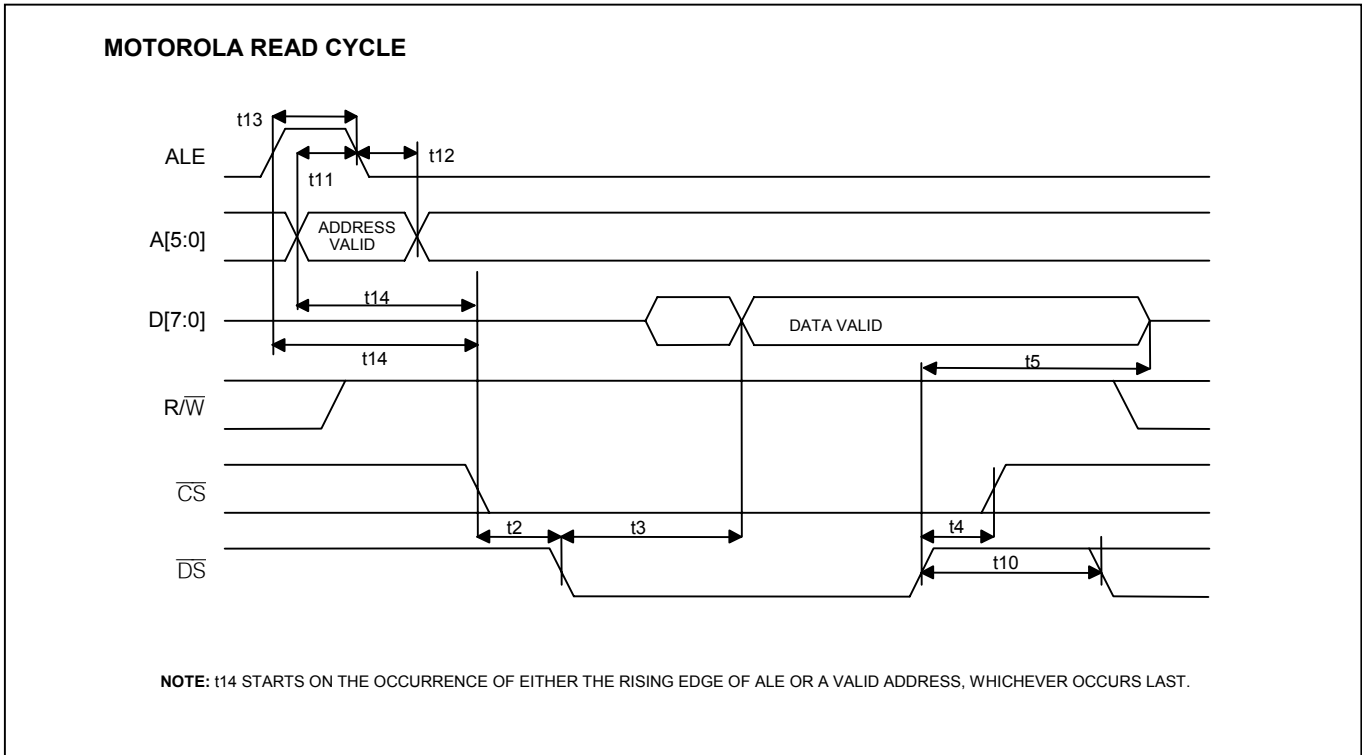 MOTOROLA READ CYCLE
t13
ALE
t12
t11
A[5:0]
ADDRESS
VALID
t14
D[7:0]
DATA VALID
t14
t5
R/W̅
C̅S̅
t2
t3
t4
D̅S̅
t10
NOTE: t14 STARTS ON THE OCCURRENCE OF EITHER THE RISING EDGE OF ALE OR A VALID ADDRESS, WHICHEVER OCCURS LAST.